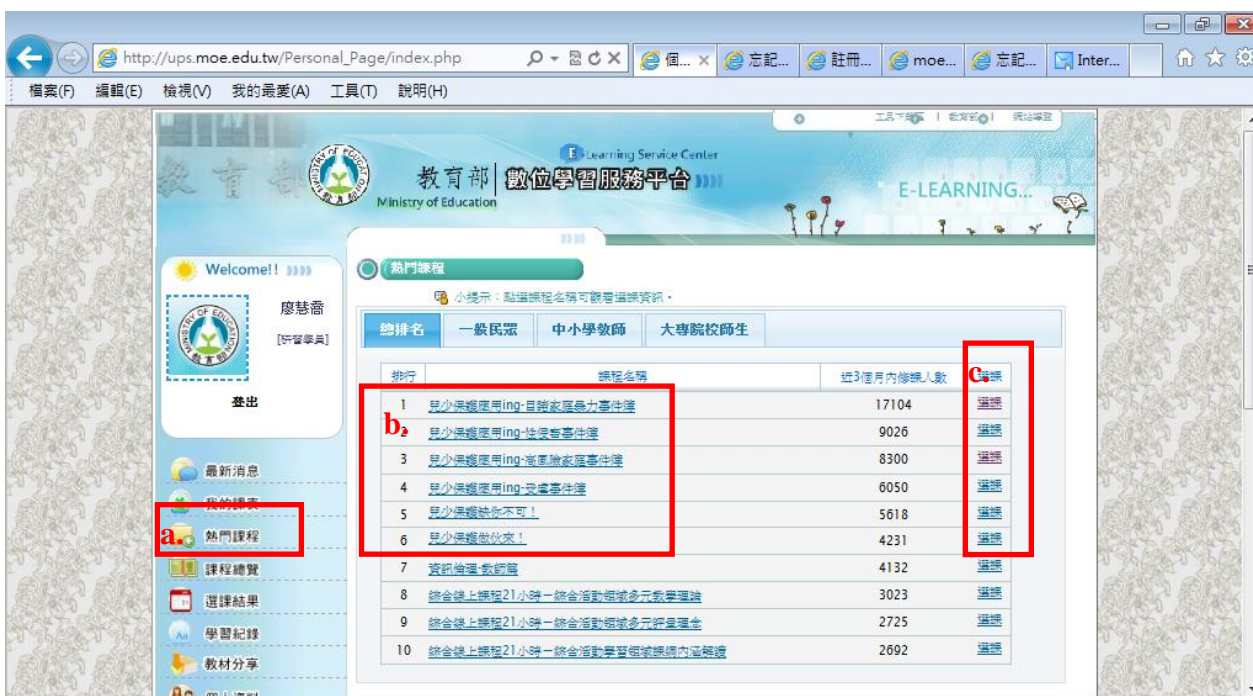 http://ups.moe.edu.tw/Personal_Page/index.php
個... 忘記... 註冊... moe... 忘記... Inter...
檔案(F) 編輯(E) 檢視(V) 我的最愛(A) 工具(T) 說明(H)
教育部
E-Learning Service Center
教育部 數位學習服務平台
Ministry of Education
E-LEARNING...
Welcome!!
熱門課程
小提示：點選課程名稱可觀看選課資訊。
廖慧喬
[研習學員]
登出
總排名 一般民眾 中小學教師 大專院校師生
排行 課程名稱 近3個月內修課人數 選課
1 兒少保護應用ing-目睹家庭暴力事件簿 17104 選課
2 兒少保護應用ing-性侵害事件簿 9026 選課
3 兒少保護應用ing-高風險家庭事件簿 8300 選課
4 兒少保護應用ing-受虐事件簿 6050 選課
5 兒少保護缺你不可！ 5618 選課
6 兒少保護做伙來！ 4231 選課
7 資訊倫理-教師篇 4132 選課
8 綜合線上課程21小時－綜合活動領域多元教學理論 3023 選課
9 綜合線上課程21小時－綜合活動領域多元評量理念 2725 選課
10 綜合線上課程21小時－綜合活動學習領域課綱內涵解讀 2692 選課
a.
b.
c.
最新消息
我的課表
熱門課程
課程總覽
選課結果
學習紀錄
教材分享